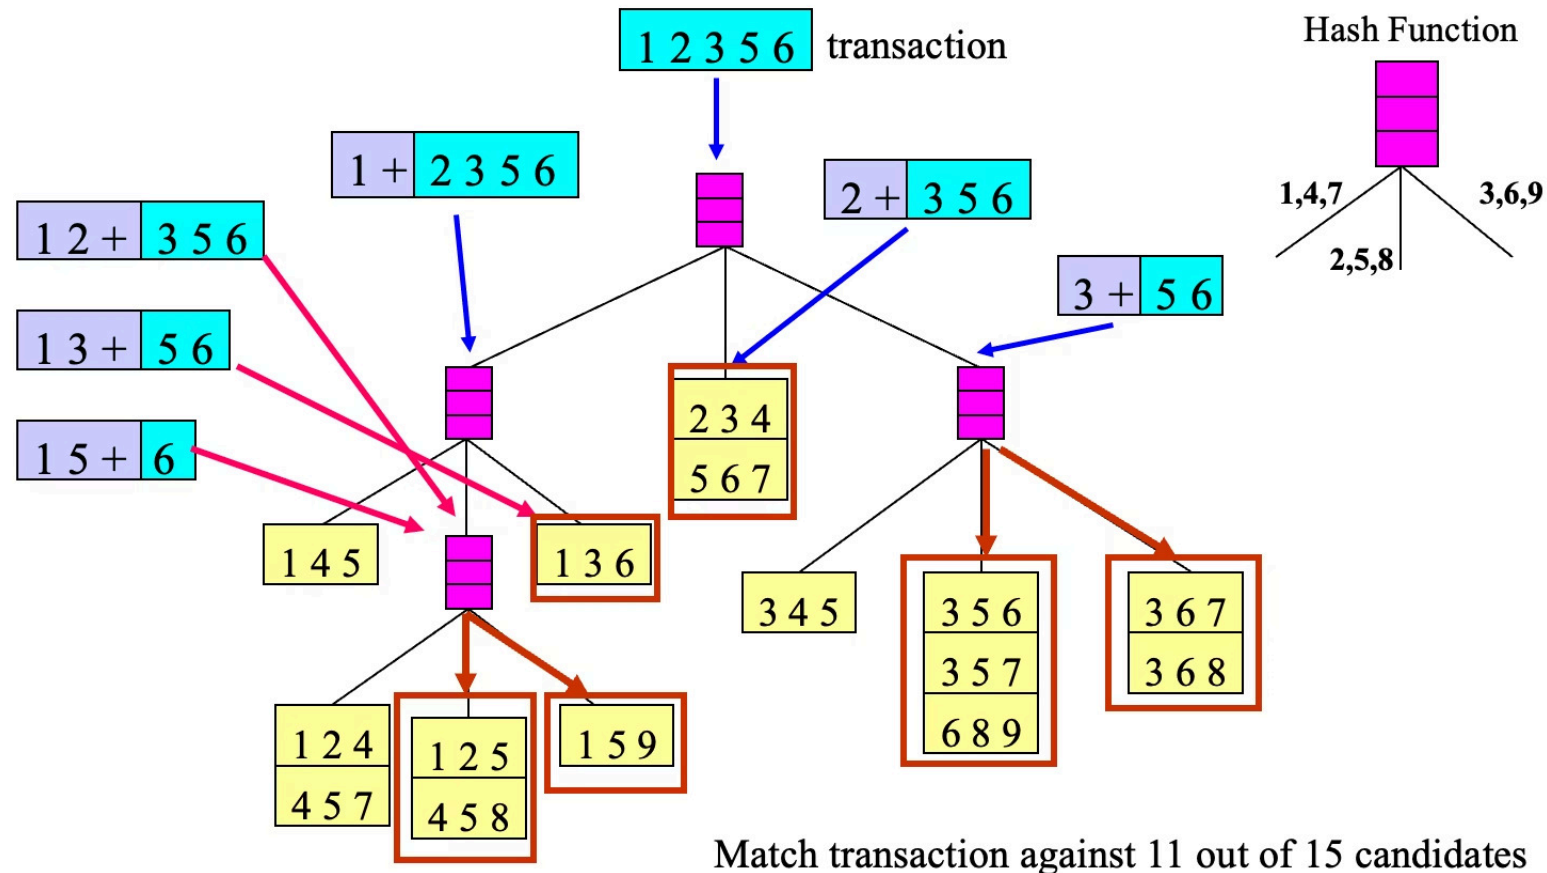 1 2 3 5 6 transaction
Hash Function
1 + 2 3 5 6
2 + 3 5 6
1,4,7
3,6,9
2,5,8
1 2 + 3 5 6
3 + 5 6
1 3 + 5 6
1 5 + 6
2 3 4
5 6 7
1 4 5
1 3 6
3 4 5
3 5 6
3 5 7
6 8 9
3 6 7
3 6 8
1 2 4
4 5 7
1 2 5
4 5 8
1 5 9
Match transaction against 11 out of 15 candidates